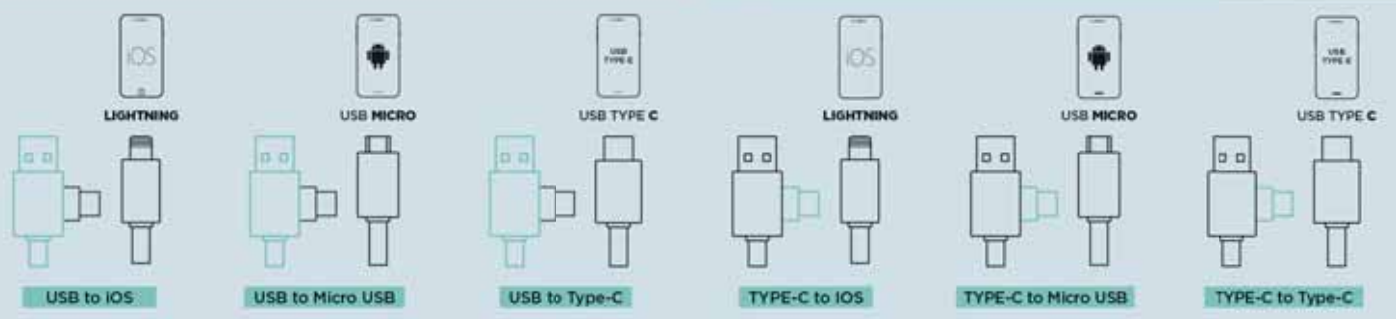 iOS
USB
TYPE C
iOS
USB
TYPE C
LIGHTNING
USB MICRO
USB TYPE C
LIGHTNING
USB MICRO
USB TYPE C
USB to iOS
USB to Micro USB
USB to Type-C
TYPE-C to IOS
TYPE-C to Micro USB
TYPE-C to Type-C